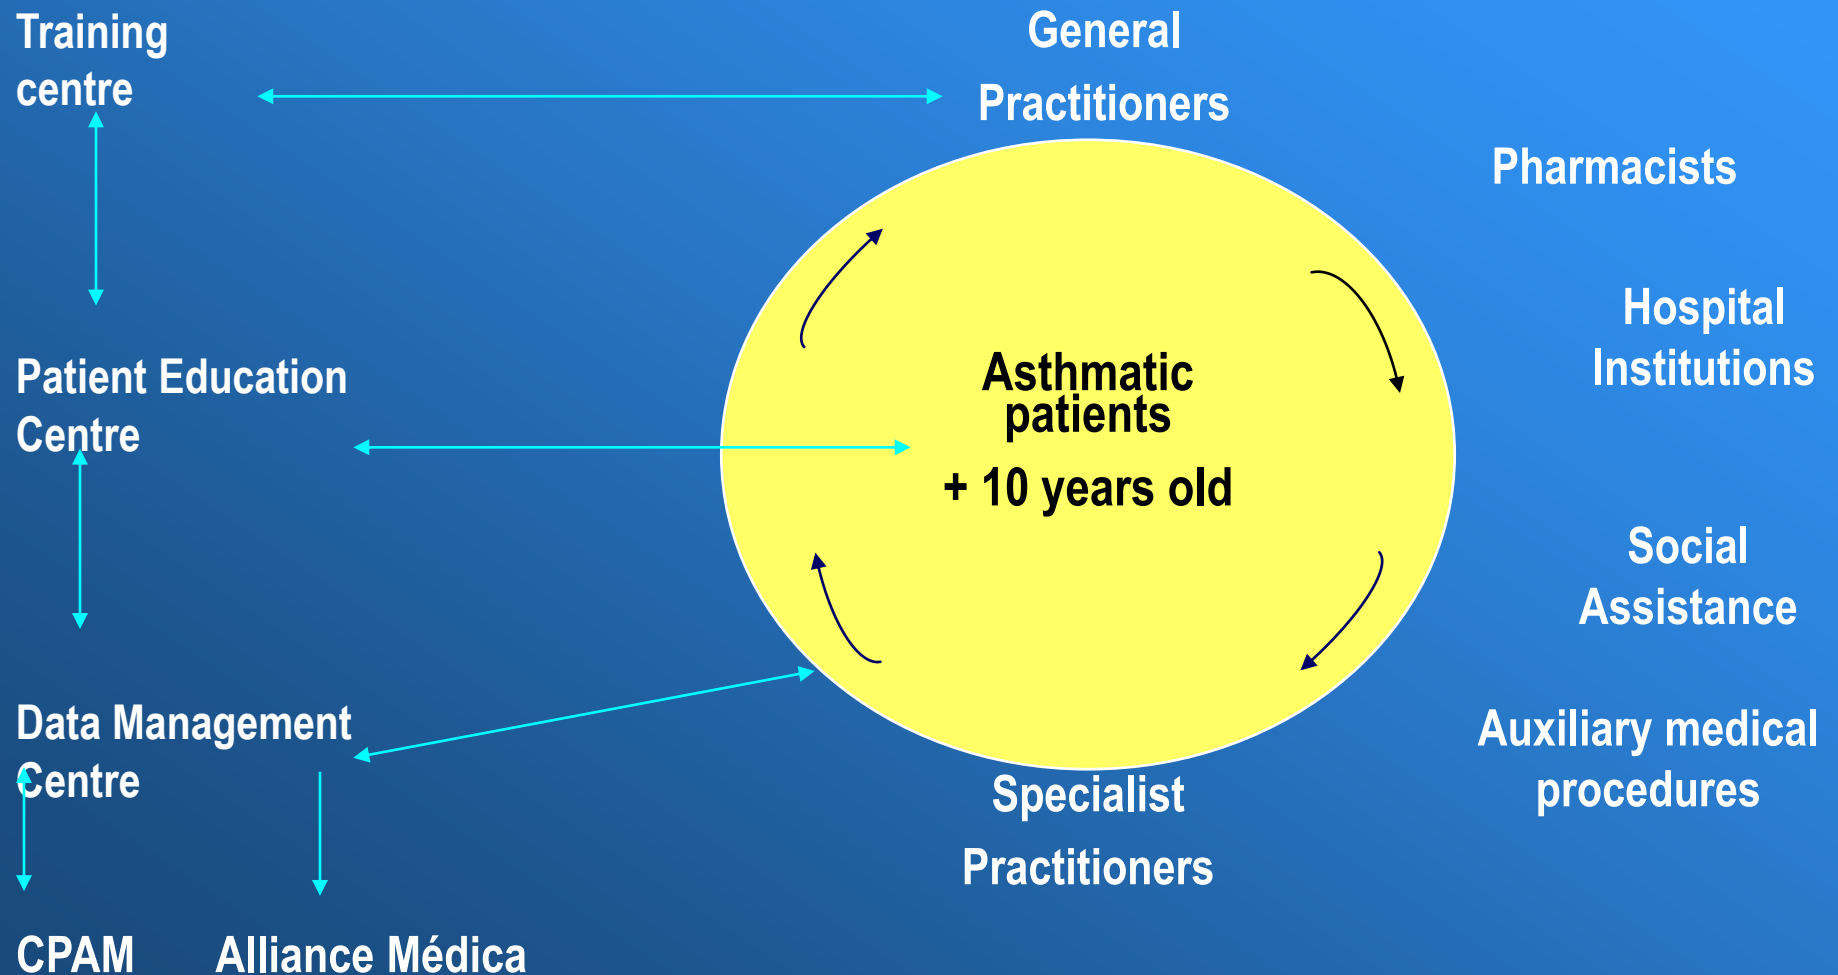 Training
centre
General
Practitioners
Pharmacists
Hospital
Institutions
Patient Education
Centre
Asthmatic
patients
+ 10 years old
Social
Assistance
Data Management
Centre
Auxiliary medical
procedures
Specialist
Practitioners
CPAM
Alliance Médica